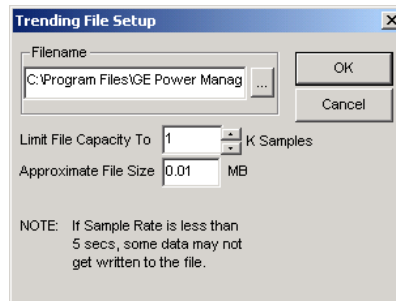 Trending File Setup
Filename
C:\Program Files\GE Power Manag
...
OK
Cancel
Limit File Capacity To 1 K Samples
Approximate File Size 0.01 MB
NOTE: If Sample Rate is less than
5 secs, some data may not
get written to the file.